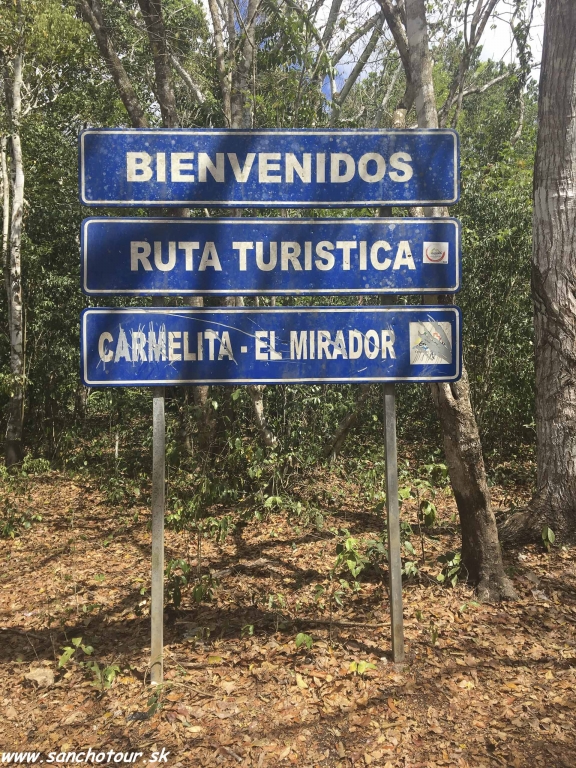 BIENVENIDOS
RUTA TURISTICA
CARMELITA - EL MIRADOR
www.sanchotour.sk